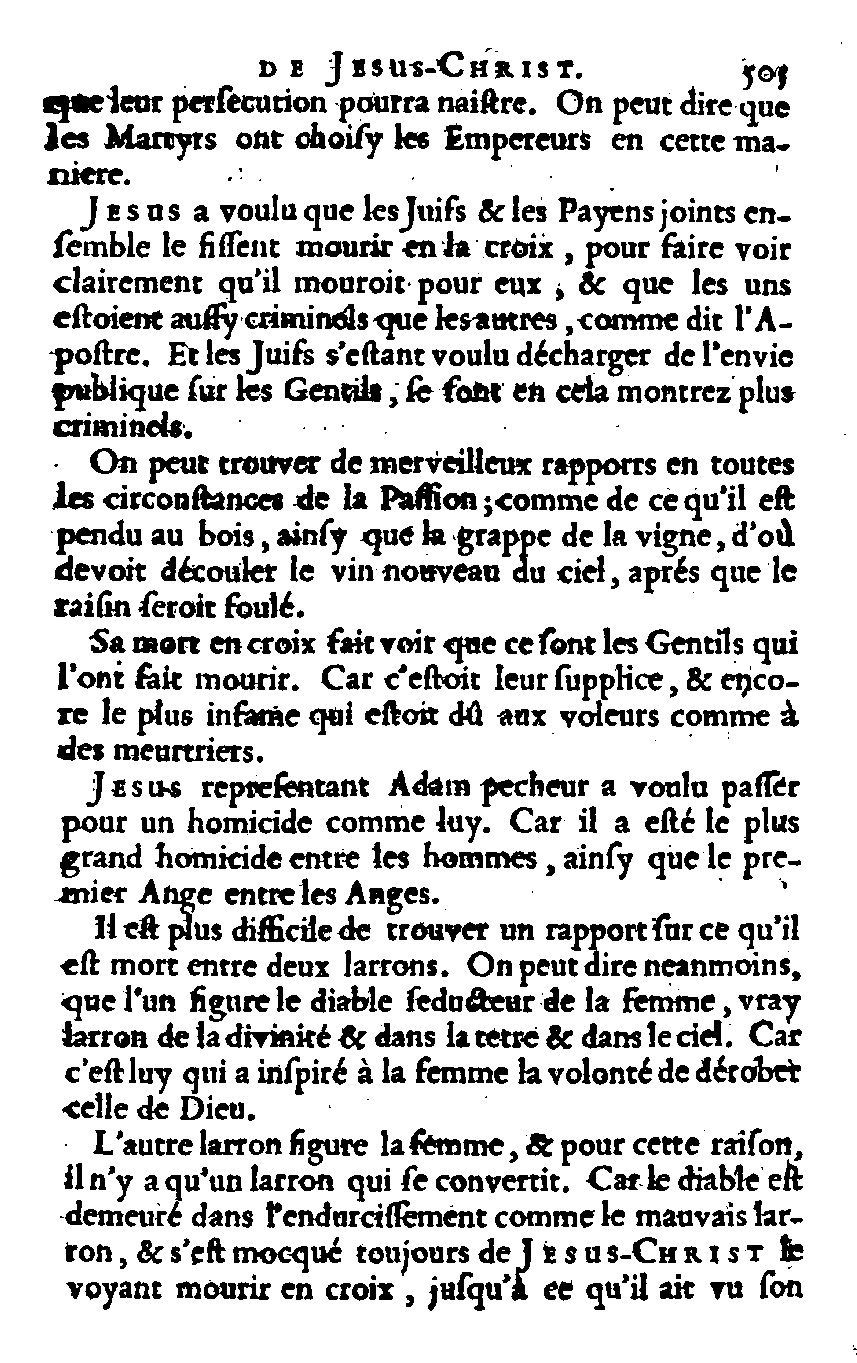 DE JESUS-CHRIST. 505
que leur persecution pourra naistre. On peut dire que
les Martyrs ont choisy les Empereurs en cette ma-
niere.
JESUS a voulu que les Juifs & les Payens joints en-
semble le fissent mourir en la croix, pour faire voir
clairement qu'il mouroit pour eux, & que les uns
estoient aussy criminels que les autres, comme dit l'A-
postre. Et les Juifs s'estant voulu décharger de l'envie
publique sur les Gentils, se sont en cela montrez plus
criminels.
On peut trouver de merveilleux rapports en toutes
les circonstances de la Passion; comme de ce qu'il est
pendu au bois, ainsy que la grappe de la vigne, d'où
devoit découler le vin nouveau du ciel, aprés que le
raisin seroit foulé.
Sa mort en croix fait voir que ce sont les Gentils qui
l'ont fait mourir. Car c'estoit leur supplice, & enco-
re le plus infame qui estoit dû aux voleurs comme à
des meurtriers.
JESUS representant Adam pecheur a voulu passer
pour un homicide comme luy. Car il a esté le plus
grand homicide entre les hommes, ainsy que le pre-
mier Ange entre les Anges.
Il est plus difficile de trouver un rapport sur ce qu'il
est mort entre deux larrons. On peut dire neanmoins,
que l'un figure le diable seducteur de la femme, vray
larron de la divinité & dans la terre & dans le ciel. Car
c'est luy qui a inspiré à la femme la volonté de dérober
celle de Dieu.
L'autre larron figure la femme, & pour cette raison,
il n'y a qu'un larron qui se convertit. Car le diable est
demeuré dans l'endurcissement comme le mauvais lar-
ron, & s'est mocqué toujours de JESUS-CHRIST le
voyant mourir en croix, jusqu'à ce qu'il ait vu son